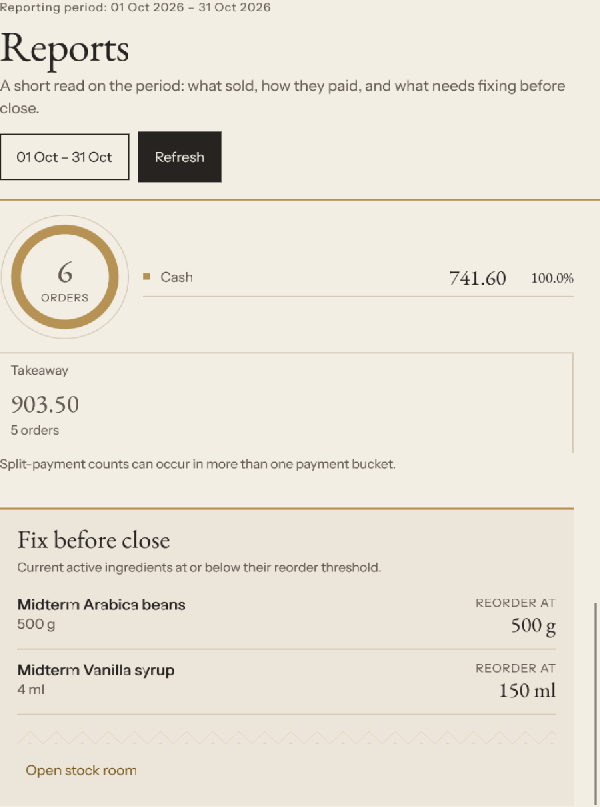 Reporting period: 01 Oct 2026 – 31 Oct 2026
Reports
A short read on the period: what sold, how they paid, and what needs fixing before
close.
01 Oct – 31 Oct
Refresh
6
ORDERS
Cash 741.60 100.0%
Takeaway
903.50
5 orders
Split-payment counts can occur in more than one payment bucket.
Fix before close
Current active ingredients at or below their reorder threshold.
Midterm Arabica beans REORDER AT
500 g 500 g
Midterm Vanilla syrup REORDER AT
4 ml 150 ml
Open stock room